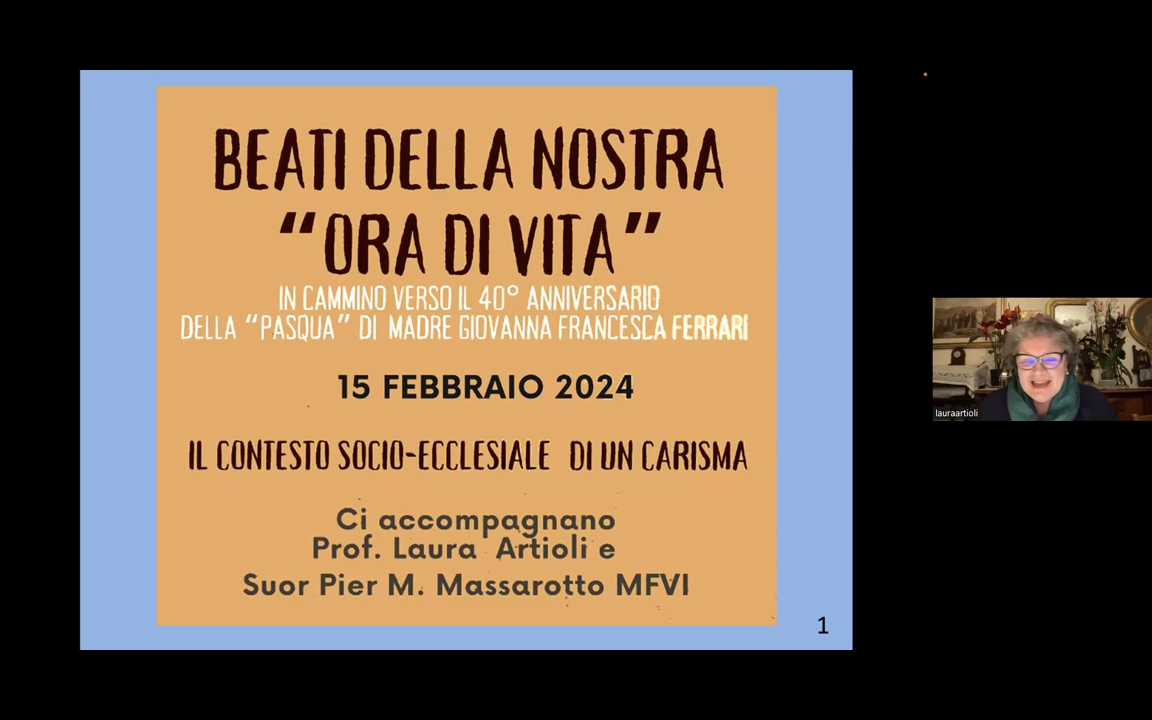 BEATI DELLA NOSTRA
“ORA DI VITA”
IN CAMMINO VERSO IL 40° ANNIVERSARIO
DELLA “PASQUA” DI MADRE GIOVANNA FRANCESCA FERRARI
15 FEBBRAIO 2024
IL CONTESTO SOCIO-ECCLESIALE DI UN CARISMA
Ci accompagnano
Prof. Laura Artioli e
Suor Pier M. Massarotto MFVI
1
lauraartioli